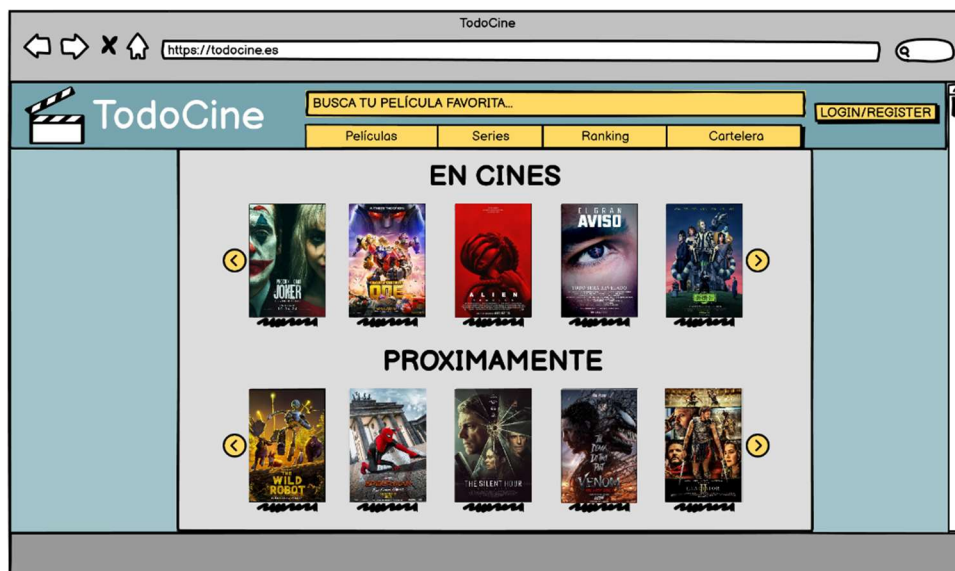 TodoCine
https://todocine.es
TodoCine
BUSCA TU PELÍCULA FAVORITA...
LOGIN/REGISTER
Películas
Series
Ranking
Cartelera
EN CINES
JOKER
ONE
ALIEN
EL GRAN
AVISO
PROXIMAMENTE
THE
WILD
ROBOT
THE SILENT HOUR
VENOM